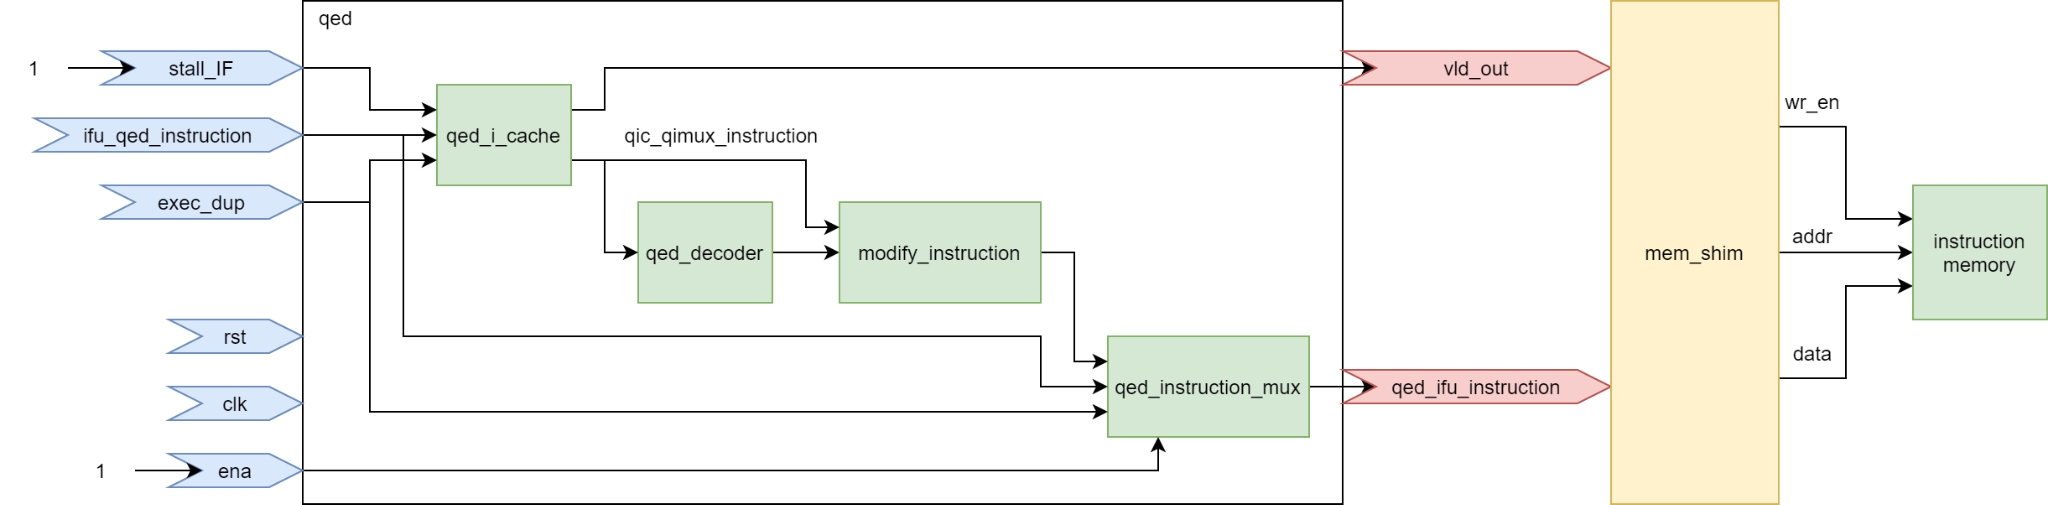 qed
1
stall_IF
vld_out
wr_en
ifu_qed_instruction
qed_i_cache
qic_qimux_instruction
exec_dup
qed_decoder
modify_instruction
mem_shim
addr
instruction
memory
rst
data
qed_instruction_mux
qed_ifu_instruction
clk
1
ena